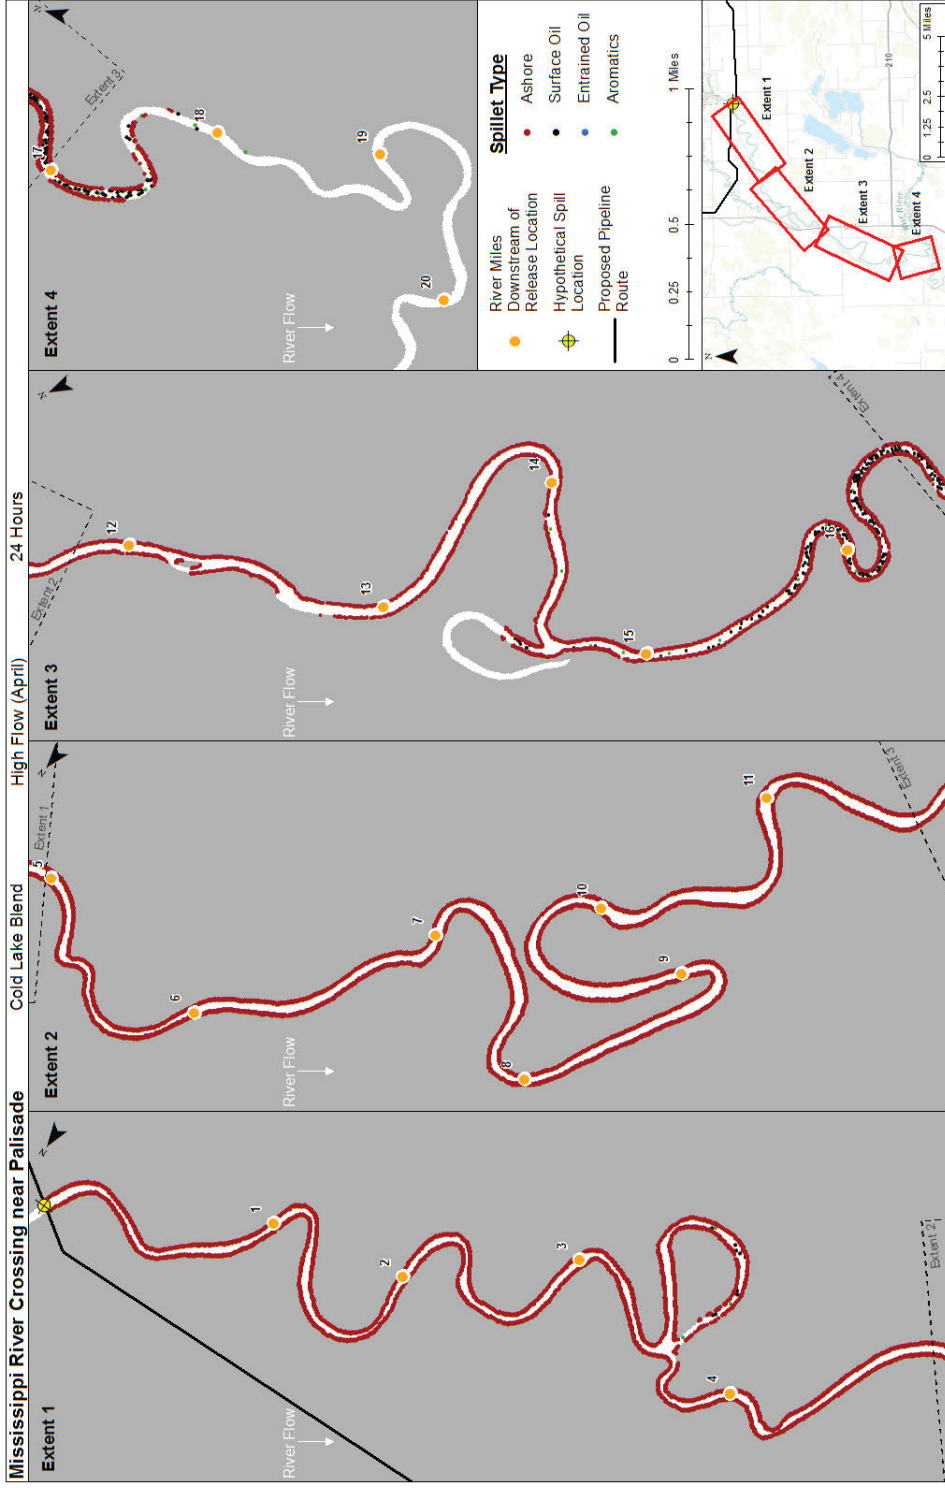 Mississippi River Crossing near Palisade
Cold Lake Blend
High Flow (April)
24 Hours
Extent 1
River Flow
N
1
2
3
4
Extent 2
Extent 2
River Flow
Extent 1
N
5
6
7
8
9
10
11
Extent 3
Extent 3
River Flow
Extent 2
N
12
13
14
15
16
Extent 4
Extent 4
River Flow
Extent 3
N
17
18
19
20
River Miles
Downstream of
Release Location
Hypothetical Spill
Location
Proposed Pipeline
Route
Spillet Type
Ashore
Surface Oil
Entrained Oil
Aromatics
0
0.25
0.5
1 Miles
N
Extent 1
Extent 2
Extent 3
Extent 4
210
0
1.25
2.5
5 Miles